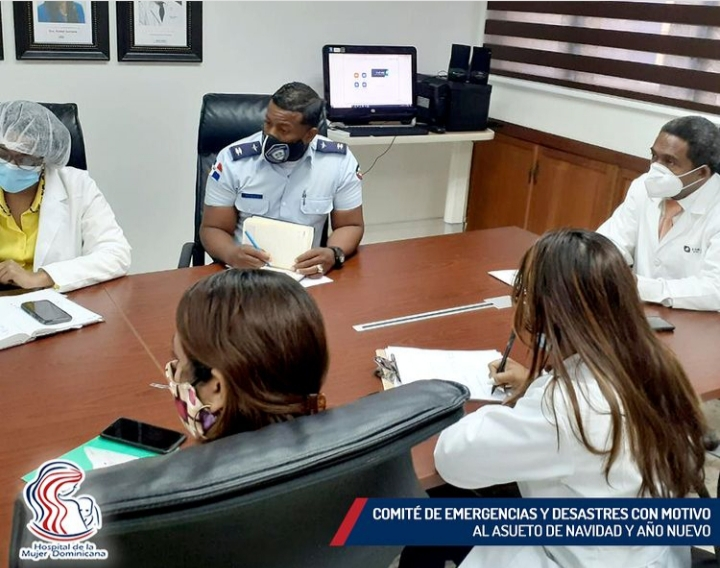 COMITÉ DE EMERGENCIAS Y DESASTRES CON MOTIVO
AL ASUETO DE NAVIDAD Y AÑO NUEVO
Hospital de la
Mujer Dominicana